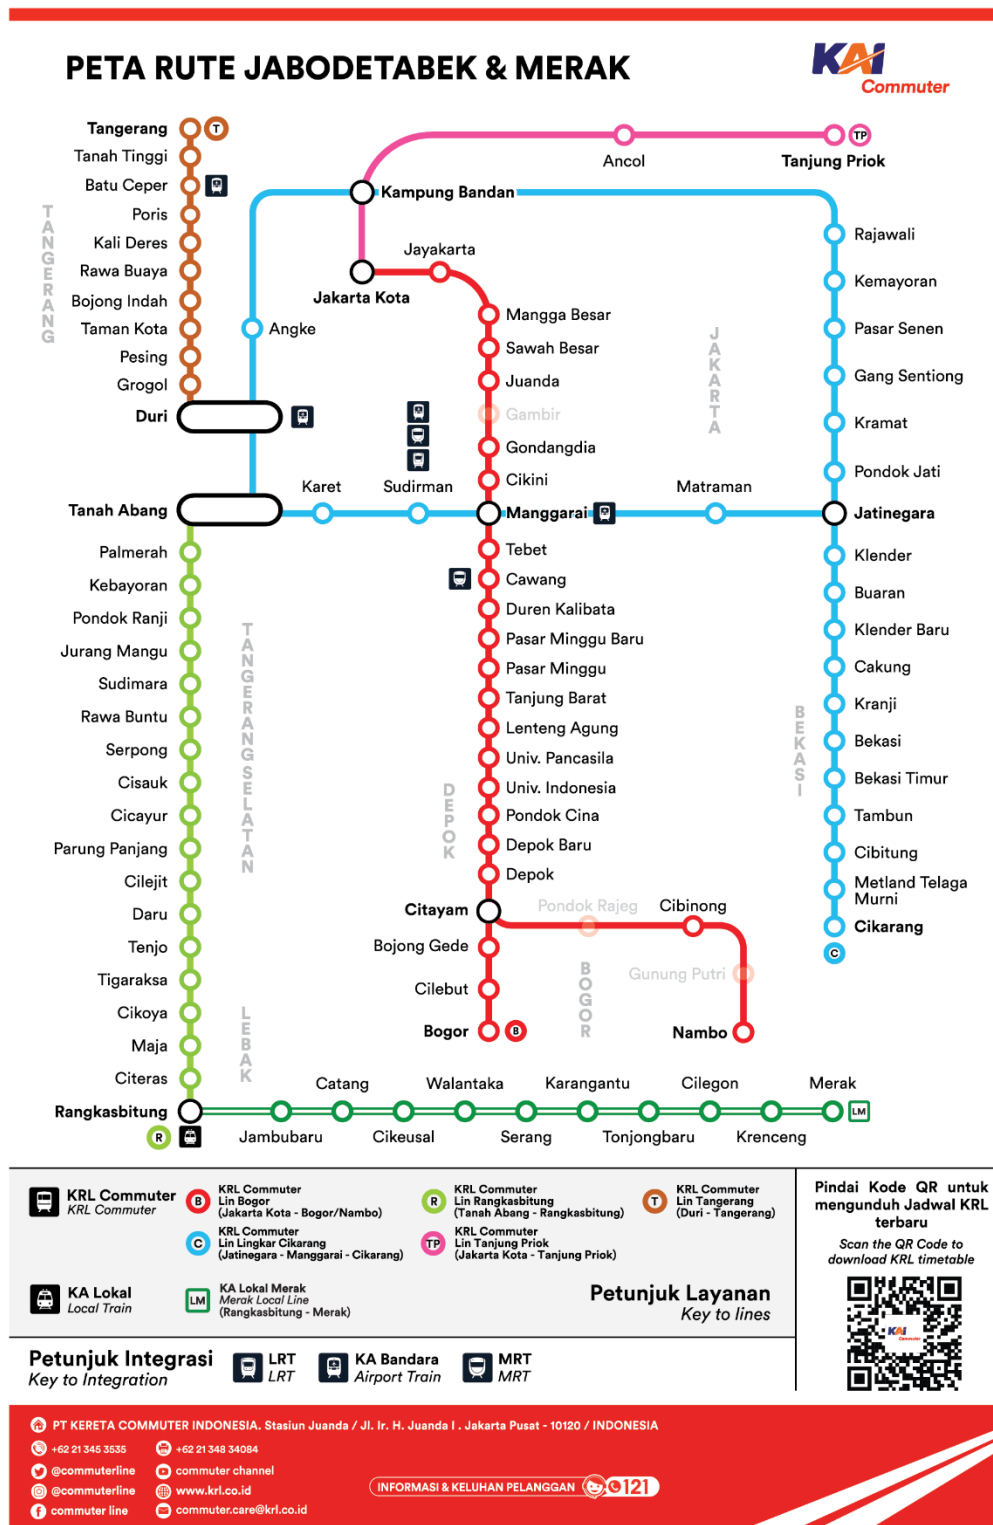 PETA RUTE JABODETABEK & MERAK
KAI
Commuter
Tangerang
T
Tanah Tinggi
Batu Ceper
Poris
Kali Deres
Rawa Buaya
Bojong Indah
Taman Kota
Pesing
Grogol
Duri
TANGERANG
Ancol
Tanjung Priok
TP
Kampung Bandan
Jayakarta
Jakarta Kota
Angke
Mangga Besar
Sawah Besar
Juanda
Gambir
Gondangdia
Cikini
JAKARTA
Rajawali
Kemayoran
Pasar Senen
Gang Sentiong
Kramat
Pondok Jati
Tanah Abang
Karet
Sudirman
Manggarai
Matraman
Jatinegara
Palmerah
Kebayoran
Pondok Ranji
Jurang Mangu
Sudimara
Rawa Buntu
Serpong
Cisauk
Cicayur
Parung Panjang
Cilejit
Daru
Tenjo
Tigaraksa
Cikoya
Maja
Citeras
Rangkasbitung
R
TANGERANG SELATAN
LEBAK
Tebet
Cawang
Duren Kalibata
Pasar Minggu Baru
Pasar Minggu
Tanjung Barat
Lenteng Agung
Univ. Pancasila
Univ. Indonesia
Pondok Cina
Depok Baru
Depok
DEPOK
Citayam
Bojong Gede
Cilebut
Bogor
B
Pondok Rajeg
Cibinong
Gunung Putri
Nambo
BOGOR
Klender
Buaran
Klender Baru
Cakung
Kranji
Bekasi
Bekasi Timur
Tambun
Cibitung
Metland Telaga
Murni
Cikarang
C
BEKASI
Catang
Walantaka
Karangantu
Cilegon
Merak
LM
Jambubaru
Cikeusal
Serang
Tonjongbaru
Krenceng
KRL Commuter
KRL Commuter
B
KRL Commuter
Lin Bogor
(Jakarta Kota - Bogor/Nambo)
R
KRL Commuter
Lin Rangkasbitung
(Tanah Abang - Rangkasbitung)
T
KRL Commuter
Lin Tangerang
(Duri - Tangerang)
C
KRL Commuter
Lin Lingkar Cikarang
(Jatinegara - Manggarai - Cikarang)
TP
KRL Commuter
Lin Tanjung Priok
(Jakarta Kota - Tanjung Priok)
KA Lokal
Local Train
LM
KA Lokal Merak
Merak Local Line
(Rangkasbitung - Merak)
Petunjuk Layanan
Key to lines
Pindai Kode QR untuk
mengunduh Jadwal KRL
terbaru
Scan the QR Code to
download KRL timetable
KAI
Commuter
Petunjuk Integrasi
Key to Integration
LRT
LRT
KA Bandara
Airport Train
MRT
MRT
PT KERETA COMMUTER INDONESIA. Stasiun Juanda / Jl. Ir. H. Juanda I . Jakarta Pusat - 10120 / INDONESIA
+62 21 345 3535
+62 21 348 34084
@commuterline
commuter channel
@commuterline
www.krl.co.id
commuter line
commuter.care@krl.co.id
INFORMASI & KELUHAN PELANGGAN
121